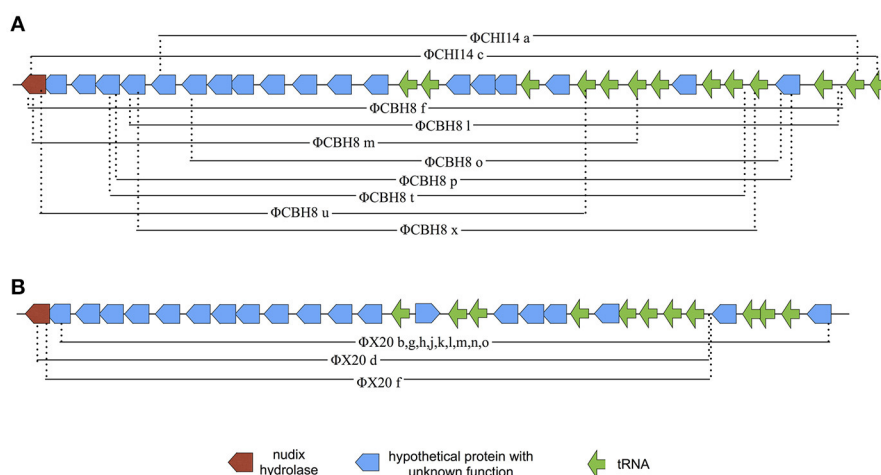 A
ΦCHI14 a
ΦCHI14 c
ΦCBH8 f
ΦCBH8 l
ΦCBH8 m
ΦCBH8 o
ΦCBH8 p
ΦCBH8 t
ΦCBH8 u
ΦCBH8 x
B
ΦX20 b,g,h,j,k,l,m,n,o
ΦX20 d
ΦX20 f
nudix
hydrolase
hypothetical protein with
unknown function
tRNA